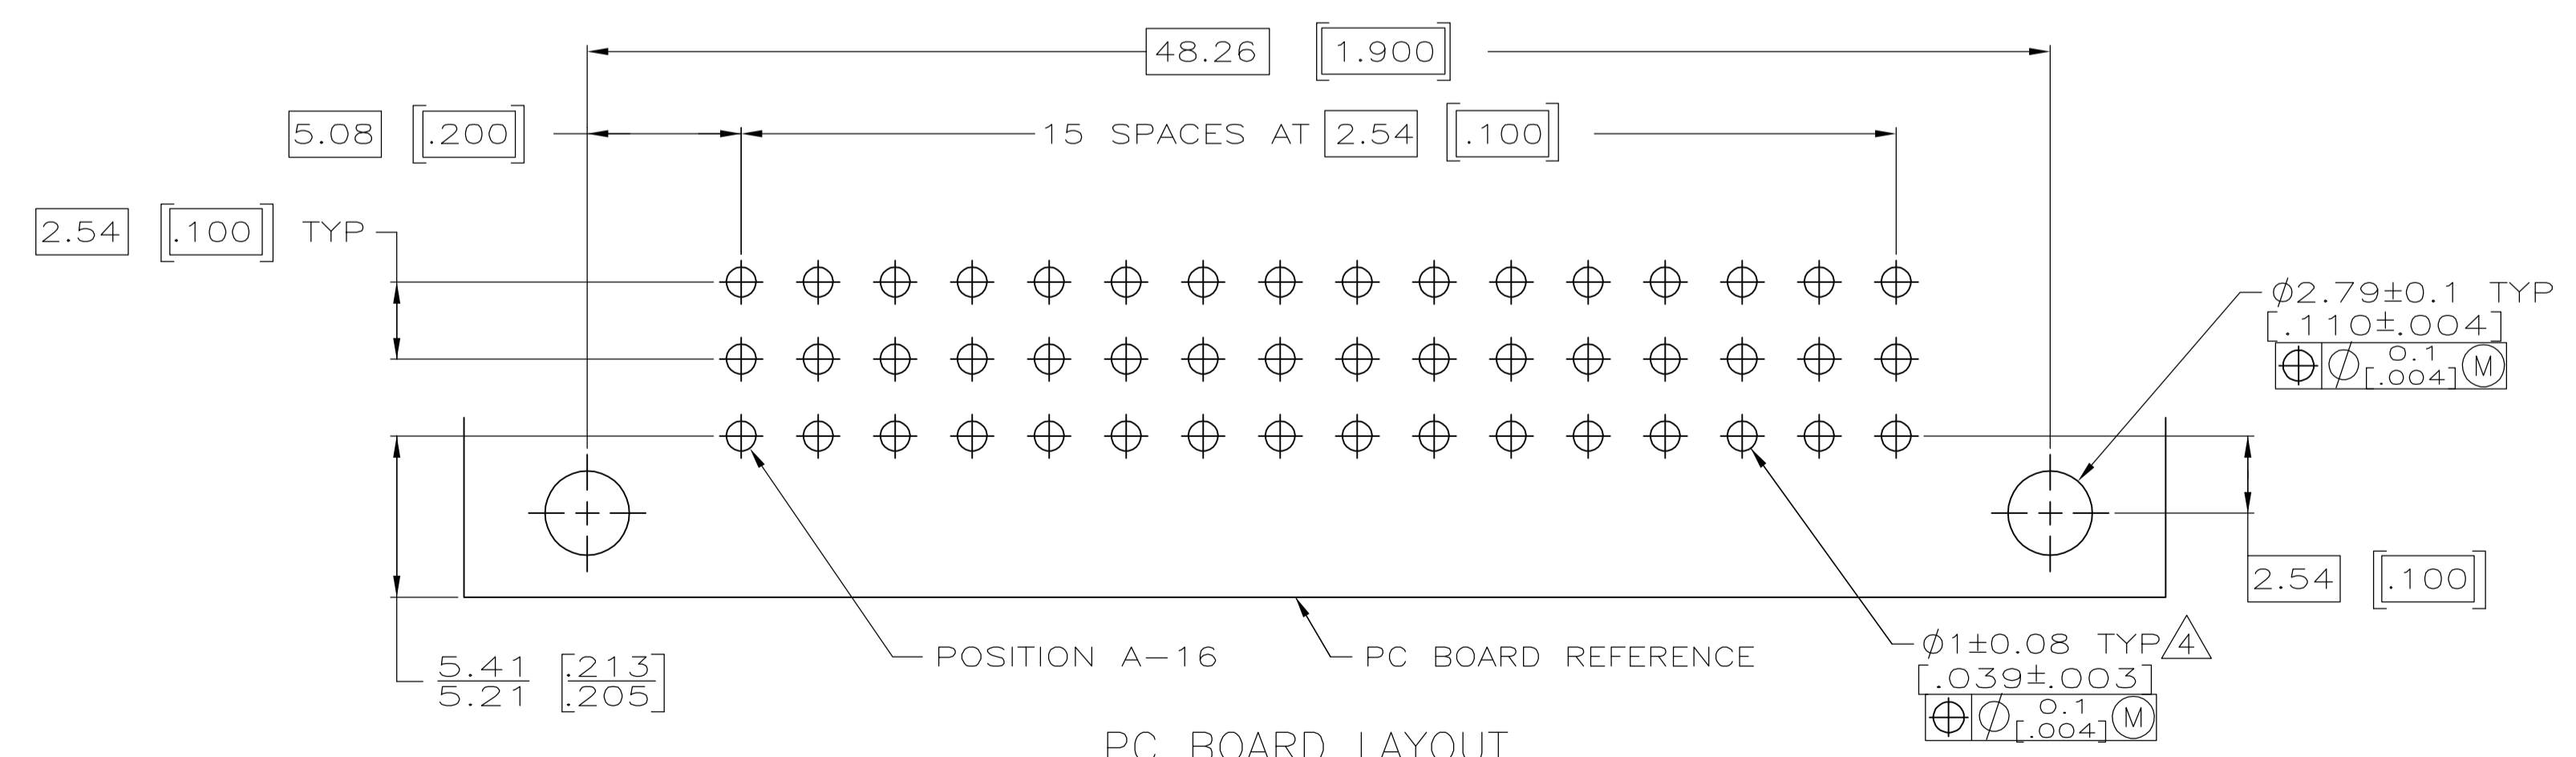 48.26 [1.900]
5.08 [.200]
15 SPACES AT 2.54 [.100]
2.54 [.100] TYP
⌀2.79±0.1 TYP
[.110±.004]
⌖ ⌀ 0.1 [.004] Ⓜ
2.54 [.100]
5.41 [.213]
5.21 [.205]
POSITION A-16
PC BOARD REFERENCE
⌀1±0.08 TYP 4
[.039±.003]
⌖ ⌀ 0.1 [.004] Ⓜ
PC BOARD LAYOUT